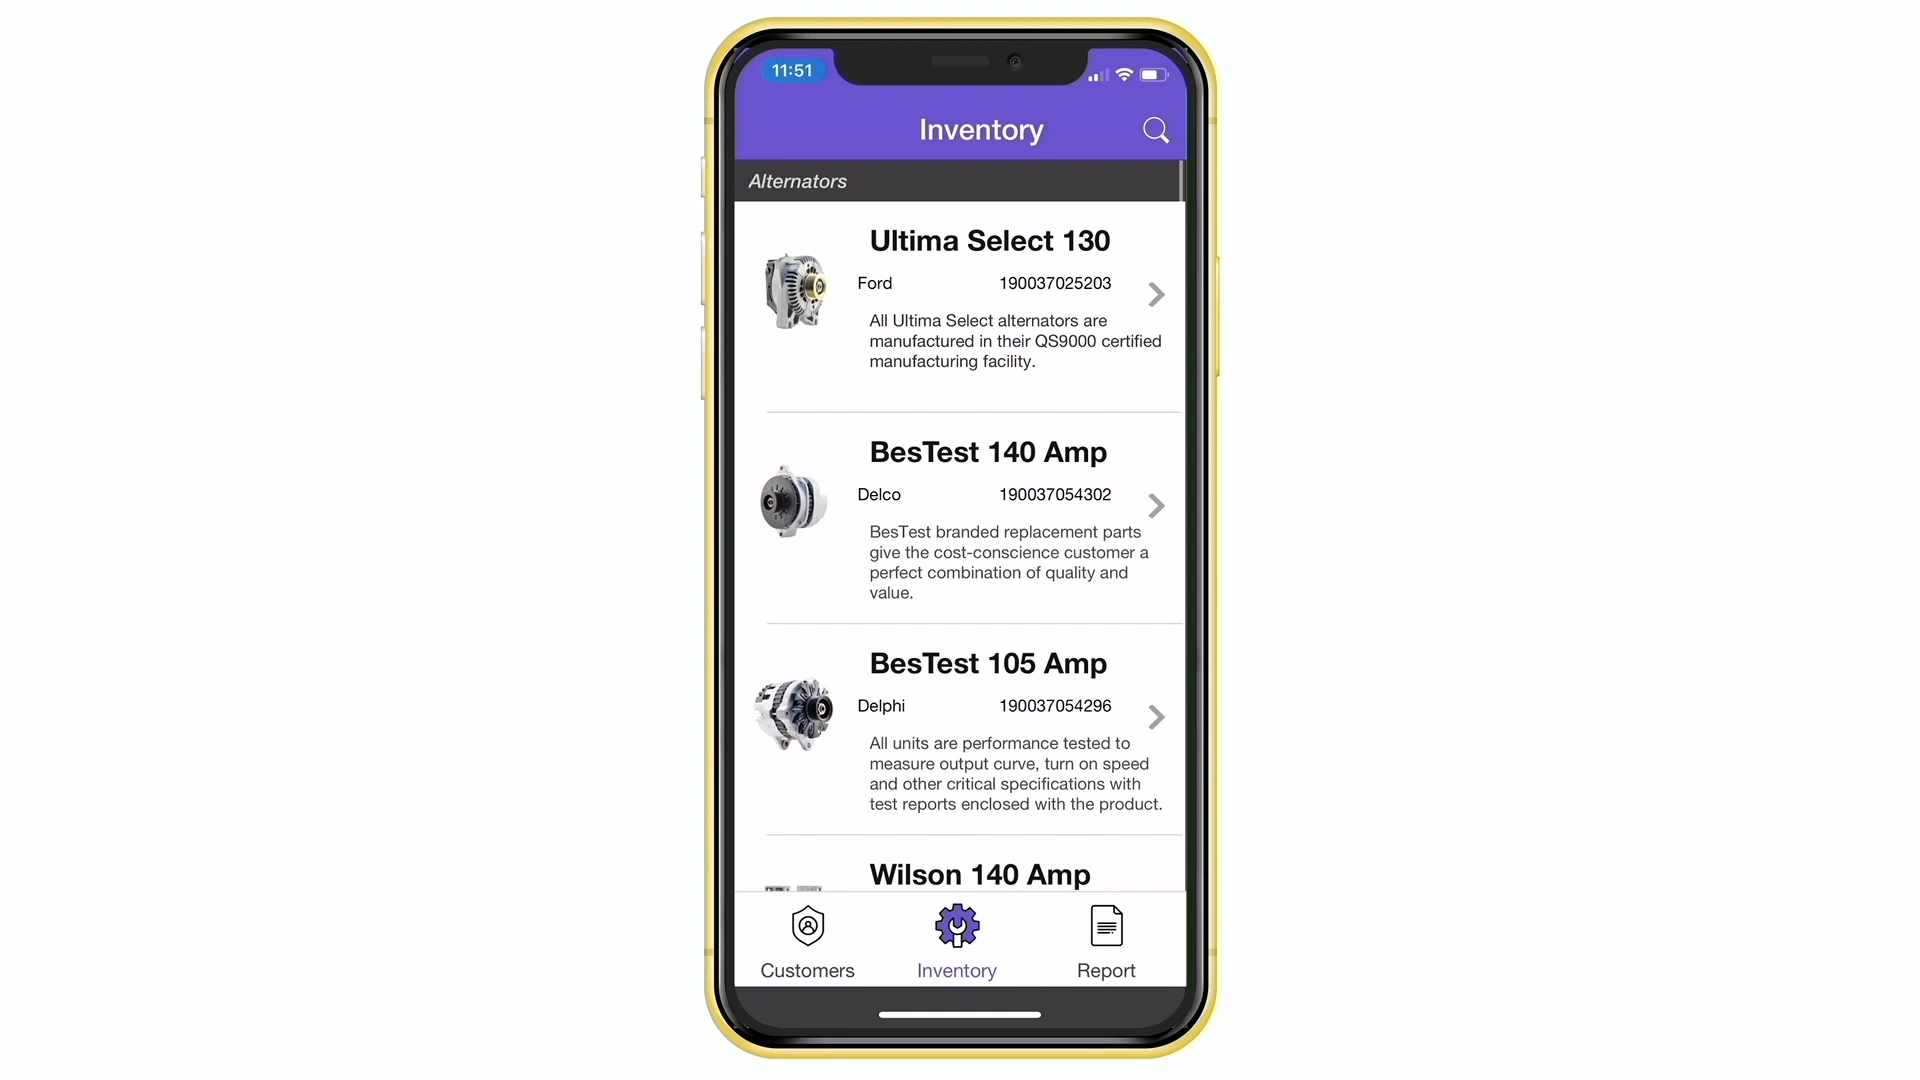 11:51
Inventory
Alternators
Ultima Select 130
Ford 190037025203
All Ultima Select alternators are
manufactured in their QS9000 certified
manufacturing facility.
BesTest 140 Amp
Delco 190037054302
BesTest branded replacement parts
give the cost-conscience customer a
perfect combination of quality and
value.
BesTest 105 Amp
Delphi 190037054296
All units are performance tested to
measure output curve, turn on speed
and other critical specifications with
test reports enclosed with the product.
Wilson 140 Amp
Customers Inventory Report